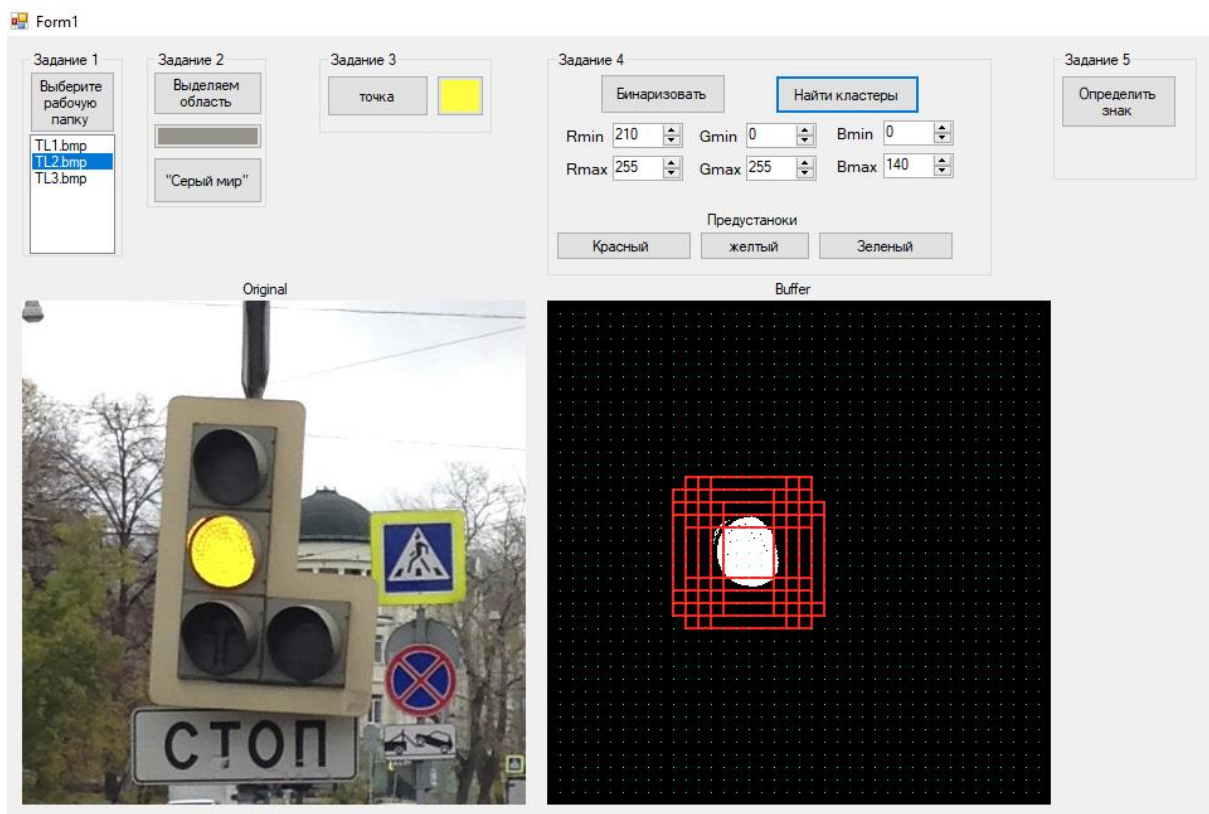 Form1
Задание 1
Выберите
рабочую
папку
TL1.bmp
TL2.bmp
TL3.bmp
Задание 2
Выделяем
область
"Серый мир"
Задание 3
точка
Задание 4
Бинаризовать
Найти кластеры
Rmin 210 Gmin 0 Bmin 0
Rmax 255 Gmax 255 Bmax 140
Предустаноки
Красный желтый Зеленый
Задание 5
Определить
знак
Original
Buffer
СТОП